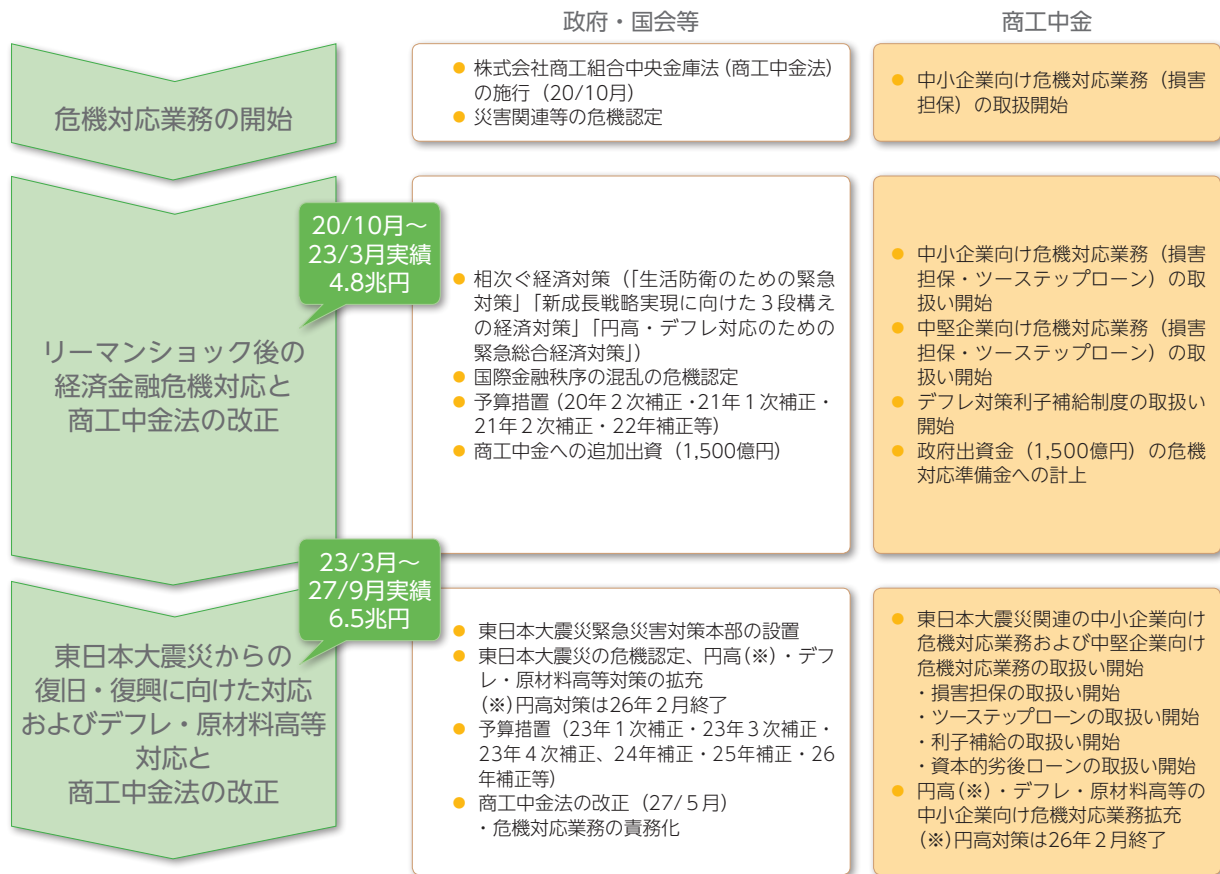 政府・国会等
商工中金
危機対応業務の開始
● 株式会社商工組合中央金庫法(商工中金法)
の施行(20/10月)
● 災害関連等の危機認定
● 中小企業向け危機対応業務(損害
担保)の取扱開始
20/10月〜
23/3月実績
4.8兆円
リーマンショック後の
経済金融危機対応と
商工中金法の改正
● 相次ぐ経済対策(「生活防衛のための緊急
対策」「新成長戦略実現に向けた3段構え
の経済対策」「円高・デフレ対応のための
緊急総合経済対策」)
● 国際金融秩序の混乱の危機認定
● 予算措置(20年2次補正・21年1次補正・
21年2次補正・22年補正等)
● 商工中金への追加出資(1,500億円)
● 中小企業向け危機対応業務(損害
担保・ツーステップローン)の取
扱い開始
● 中堅企業向け危機対応業務(損害
担保・ツーステップローン)の取
扱い開始
● デフレ対策利子補給制度の取扱い
開始
● 政府出資金(1,500億円)の危機
対応準備金への計上
23/3月〜
27/9月実績
6.5兆円
東日本大震災からの
復旧・復興に向けた対応
およびデフレ・原材料高等
対応と
商工中金法の改正
● 東日本大震災緊急災害対策本部の設置
● 東日本大震災の危機認定、円高(※)・デフ
レ・原材料高等対策の拡充
(※)円高対策は26年2月終了
● 予算措置(23年1次補正・23年3次補正・
23年4次補正、24年補正・25年補正・26
年補正等)
● 商工中金法の改正(27/5月)
・危機対応業務の責務化
● 東日本大震災関連の中小企業向け
危機対応業務および中堅企業向け
危機対応業務の取扱い開始
・損害担保の取扱い開始
・ツーステップローンの取扱い開始
・利子補給の取扱い開始
・資本的劣後ローンの取扱い開始
● 円高(※)・デフレ・原材料高等の
中小企業向け危機対応業務拡充
(※)円高対策は26年2月終了